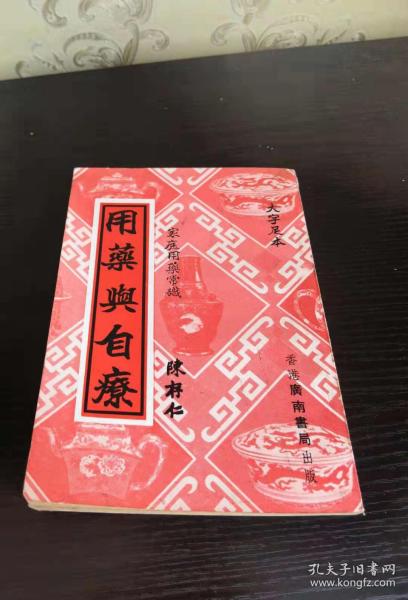 大字足本
家庭用藥常識
用藥與自療
陳存仁
香港廣南書局出版
孔夫子旧书网
www.kongfz.com